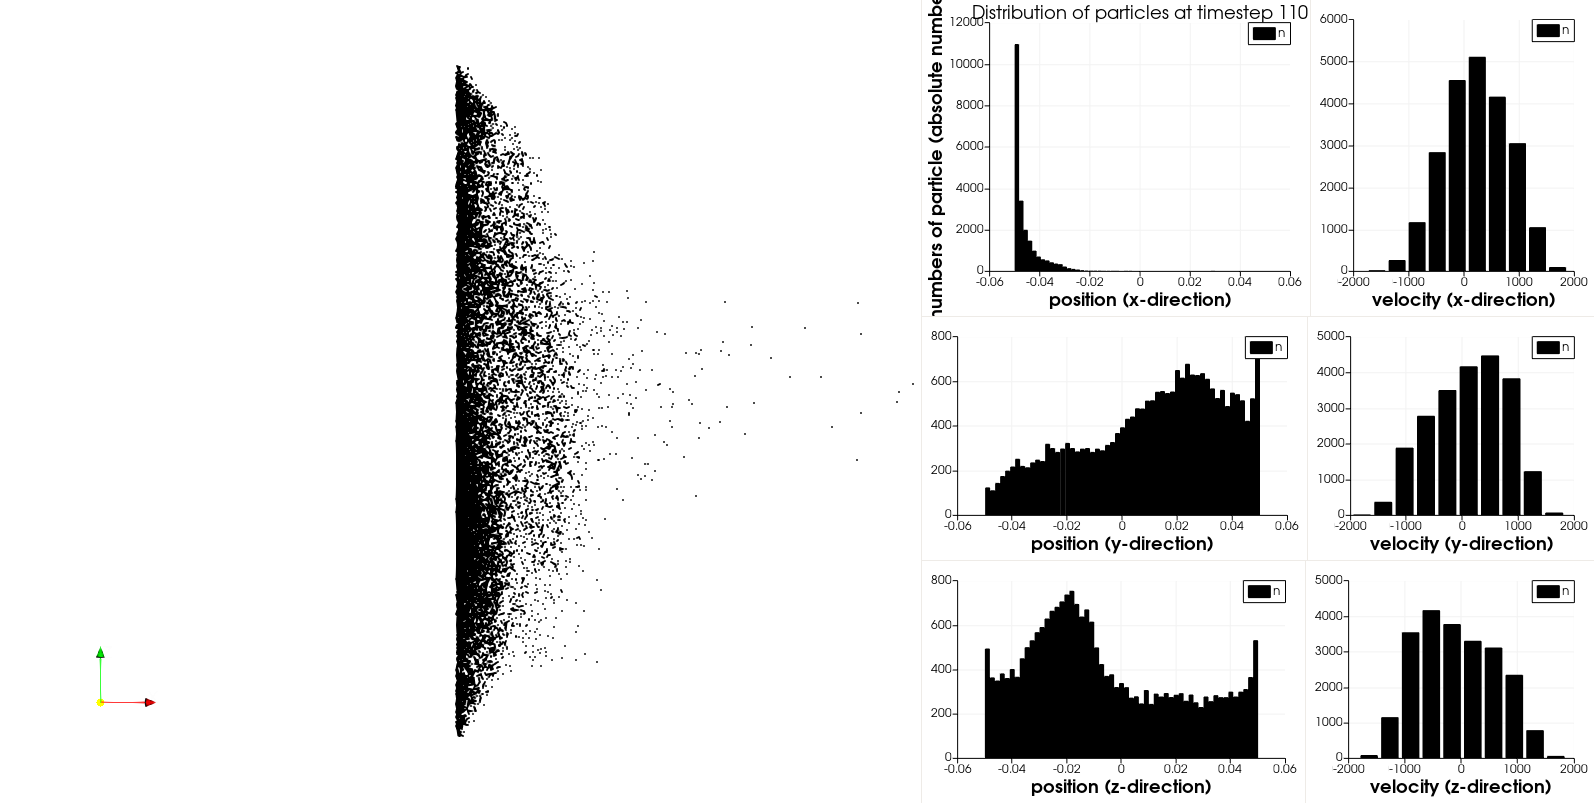 Distribution of particles at timestep 110
numbers of particle (absolute numbe
12000
10000
8000
6000
4000
2000
0
-0.06 -0.04 -0.02 0 0.02 0.04 0.06
position (x-direction)
n
6000
5000
4000
3000
2000
1000
0
-2000 -1000 0 1000 2000
velocity (x-direction)
n
800
600
400
200
0
-0.06 -0.04 -0.02 0 0.02 0.04 0.06
position (y-direction)
n
5000
4000
3000
2000
1000
0
-2000 -1000 0 1000 2000
velocity (y-direction)
n
800
600
400
200
0
-0.06 -0.04 -0.02 0 0.02 0.04 0.06
position (z-direction)
n
5000
4000
3000
2000
1000
0
-2000 -1000 0 1000 2000
velocity (z-direction)
n